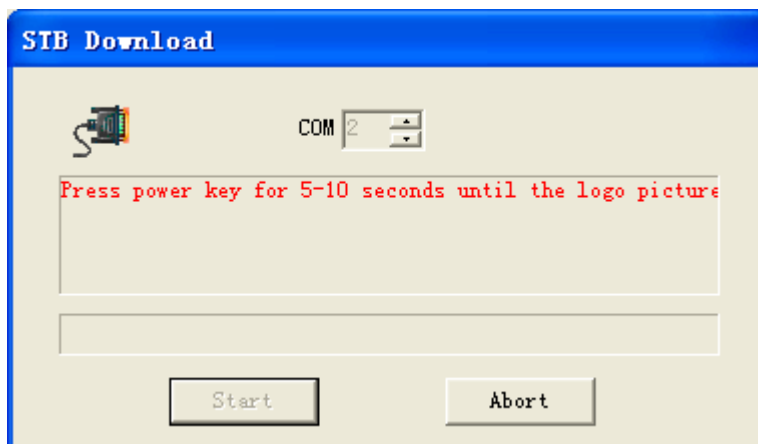 STB Download
COM 2
Press power key for 5-10 seconds until the logo picture
Start
Abort